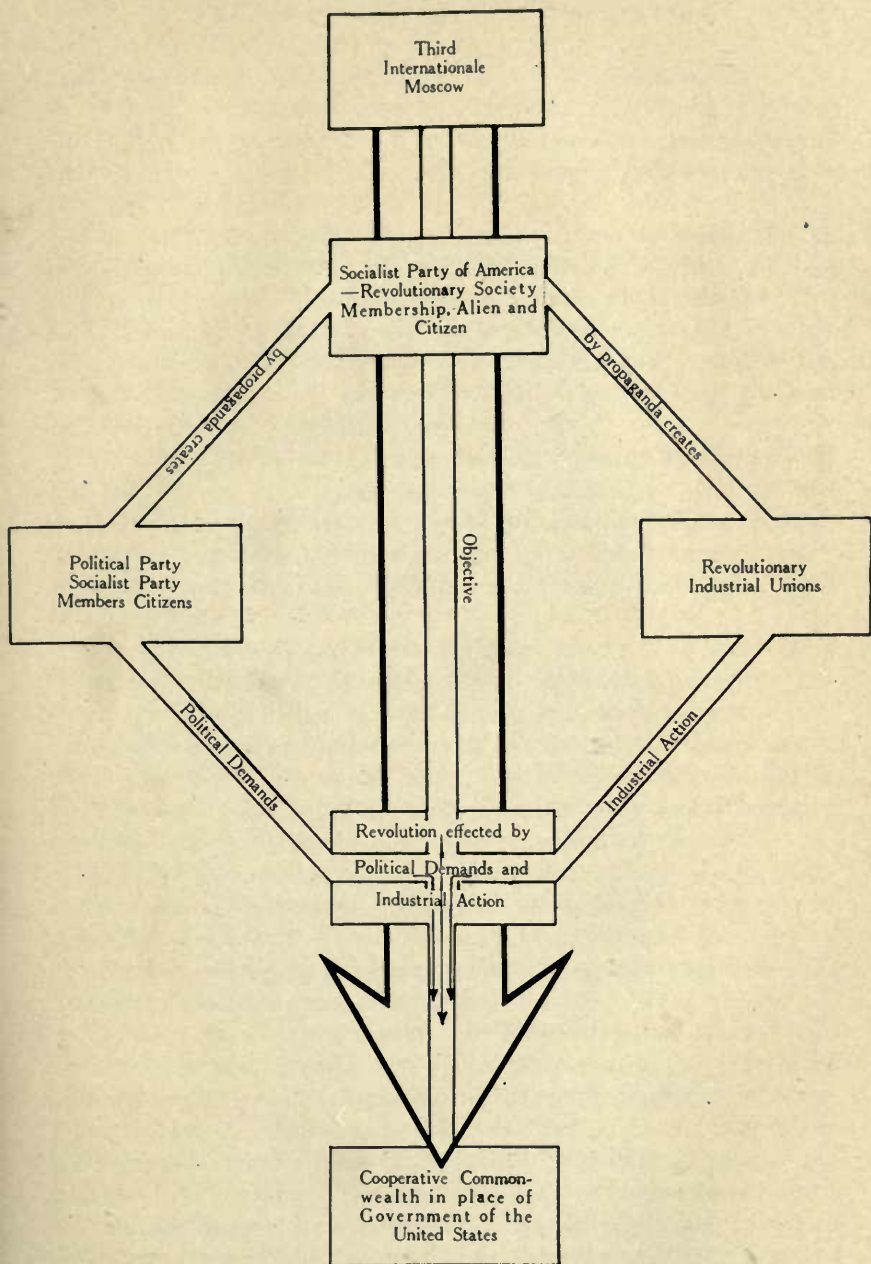 Third
Internationale
Moscow
Socialist Party of America
—Revolutionary Society
Membership, Alien and
Citizen
by propaganda creates
by propaganda creates
Objective
Political Party
Socialist Party
Members Citizens
Revolutionary
Industrial Unions
Political Demands
Industrial Action
Revolution effected by
Political Demands and
Industrial Action
Cooperative Common-
wealth in place of
Government of the
United States